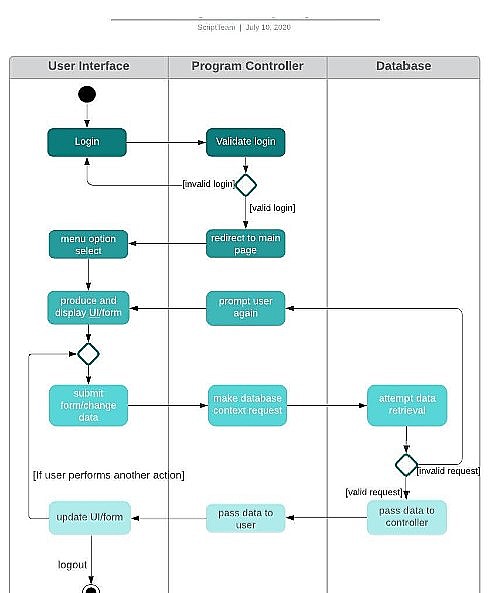 ScriptTeam | July 10, 2020
User Interface
Program Controller
Database
Login
Validate login
[invalid login]
[valid login]
menu option
select
redirect to main
page
produce and
display UI/form
prompt user
again
submit
form/change
data
make database
context request
attempt data
retrieval
[invalid request]
[If user performs another action]
[valid request]
update UI/form
pass data to
user
pass data to
controller
logout